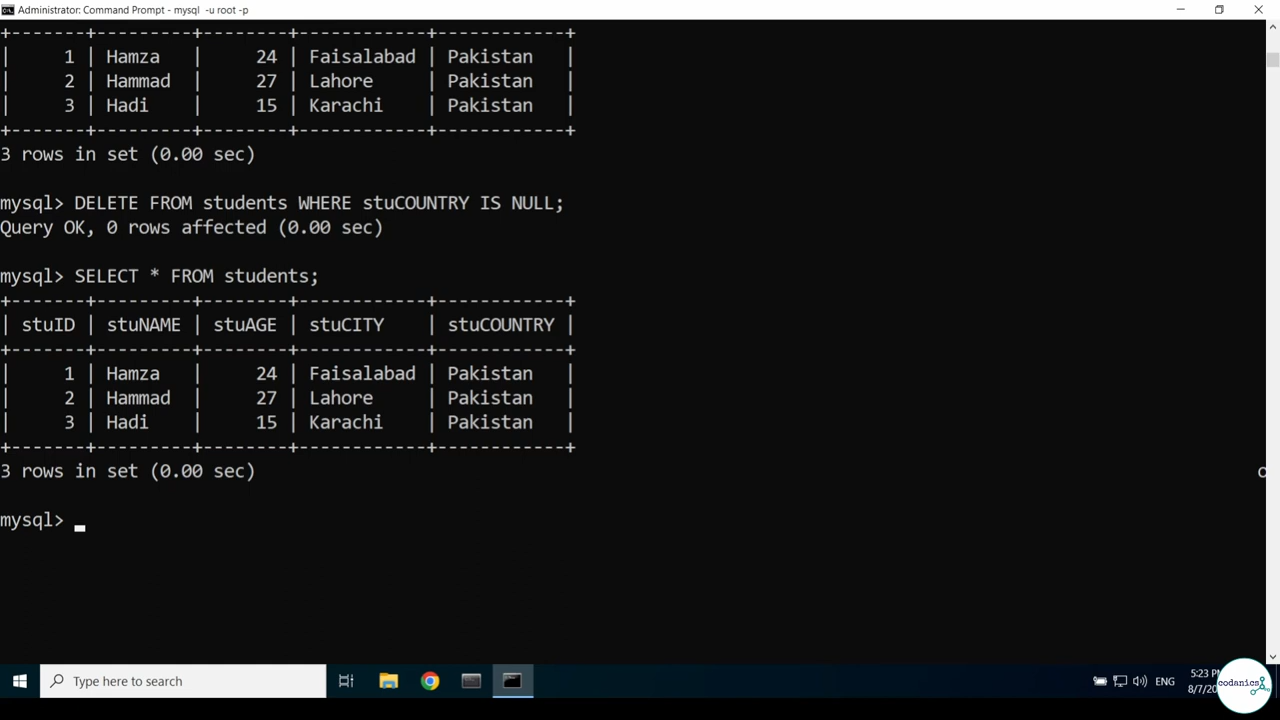 Administrator: Command Prompt - mysql  -u root -p
+-------+---------+--------+------------+------------+
|     1 | Hamza   |     24 | Faisalabad | Pakistan   |
|     2 | Hammad  |     27 | Lahore     | Pakistan   |
|     3 | Hadi    |     15 | Karachi    | Pakistan   |
+-------+---------+--------+------------+------------+
3 rows in set (0.00 sec)
mysql> DELETE FROM students WHERE stuCOUNTRY IS NULL;
Query OK, 0 rows affected (0.00 sec)
mysql> SELECT * FROM students;
+-------+---------+--------+------------+------------+
| stuID | stuNAME | stuAGE | stuCITY    | stuCOUNTRY |
+-------+---------+--------+------------+------------+
|     1 | Hamza   |     24 | Faisalabad | Pakistan   |
|     2 | Hammad  |     27 | Lahore     | Pakistan   |
|     3 | Hadi    |     15 | Karachi    | Pakistan   |
+-------+---------+--------+------------+------------+
3 rows in set (0.00 sec)
mysql>
Type here to search
ENG
5:23
codanics